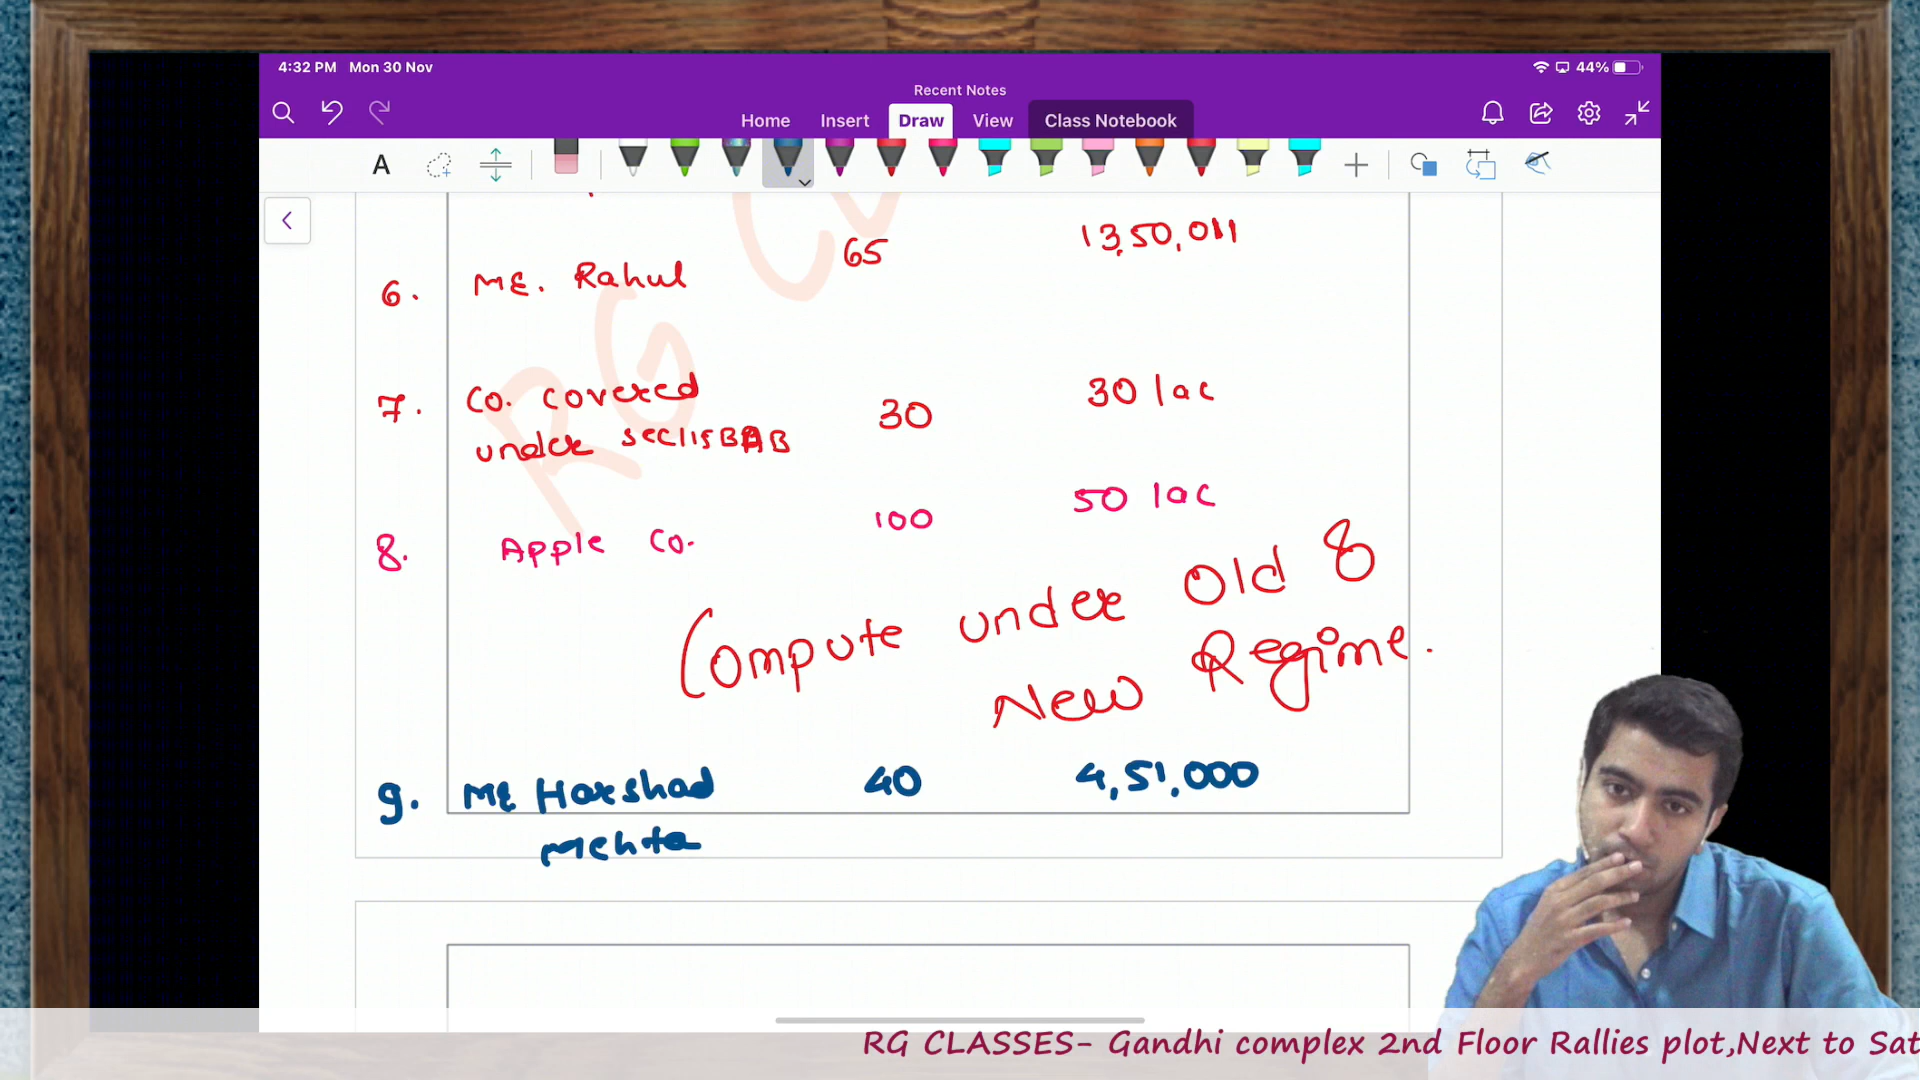 4:32 PM Mon 30 Nov
44%
Recent Notes
Home Insert Draw View Class Notebook
A
RG CL
6. Mr. Rahul 65 13,50,011
7. Co. covered 30 30 lac
under sec115BAB
8. Apple Co. 100 50 lac
Compute under Old &
New Regime.
9. Mr Harshad 40 4,51,000
Mehta
RG CLASSES- Gandhi complex 2nd Floor Rallies plot,Next to Sat